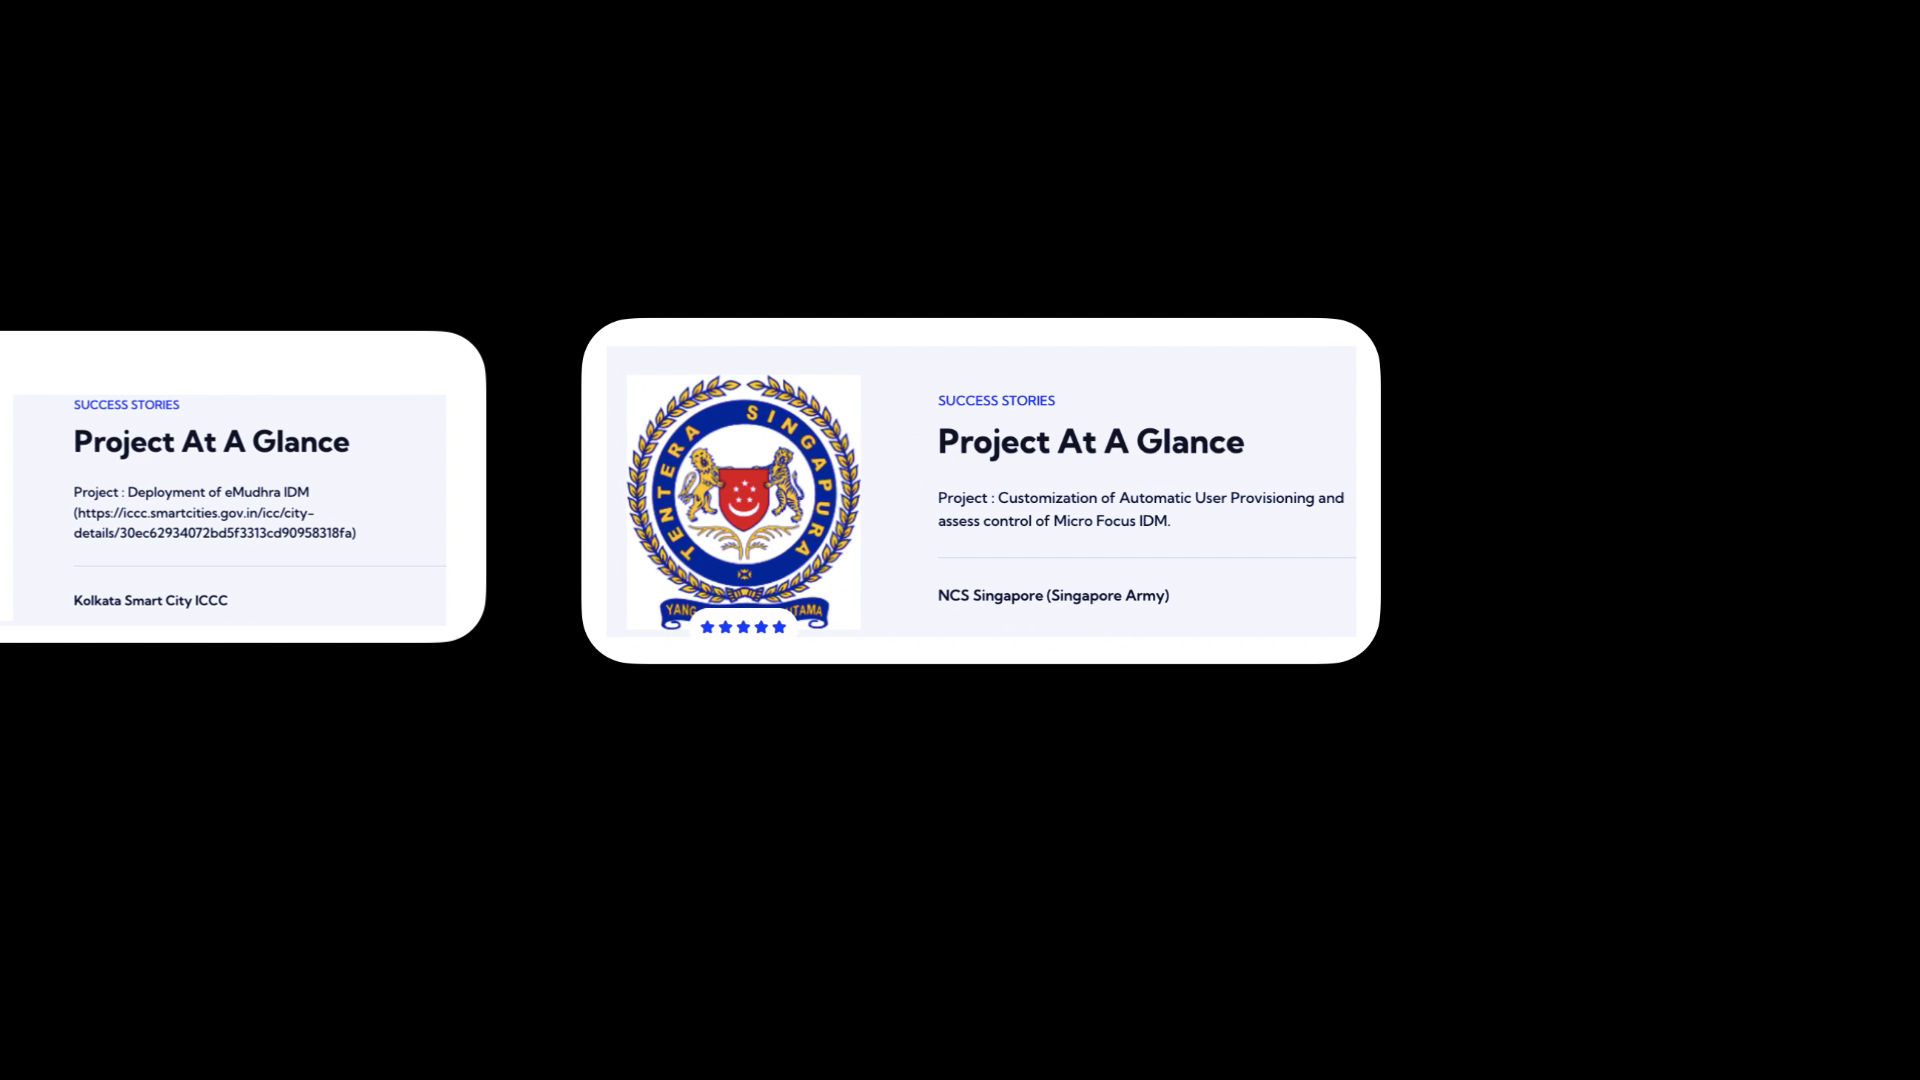 SUCCESS STORIES
Project At A Glance
Project : Deployment of eMudhra IDM
(https://iccc.smartcities.gov.in/icc/city-
details/30ec62934072bd5f3313cd90958318fa)
Kolkata Smart City ICCC
TENTERA SINGAPURA
YANG UTAMA
SUCCESS STORIES
Project At A Glance
Project : Customization of Automatic User Provisioning and
assess control of Micro Focus IDM.
NCS Singapore (Singapore Army)